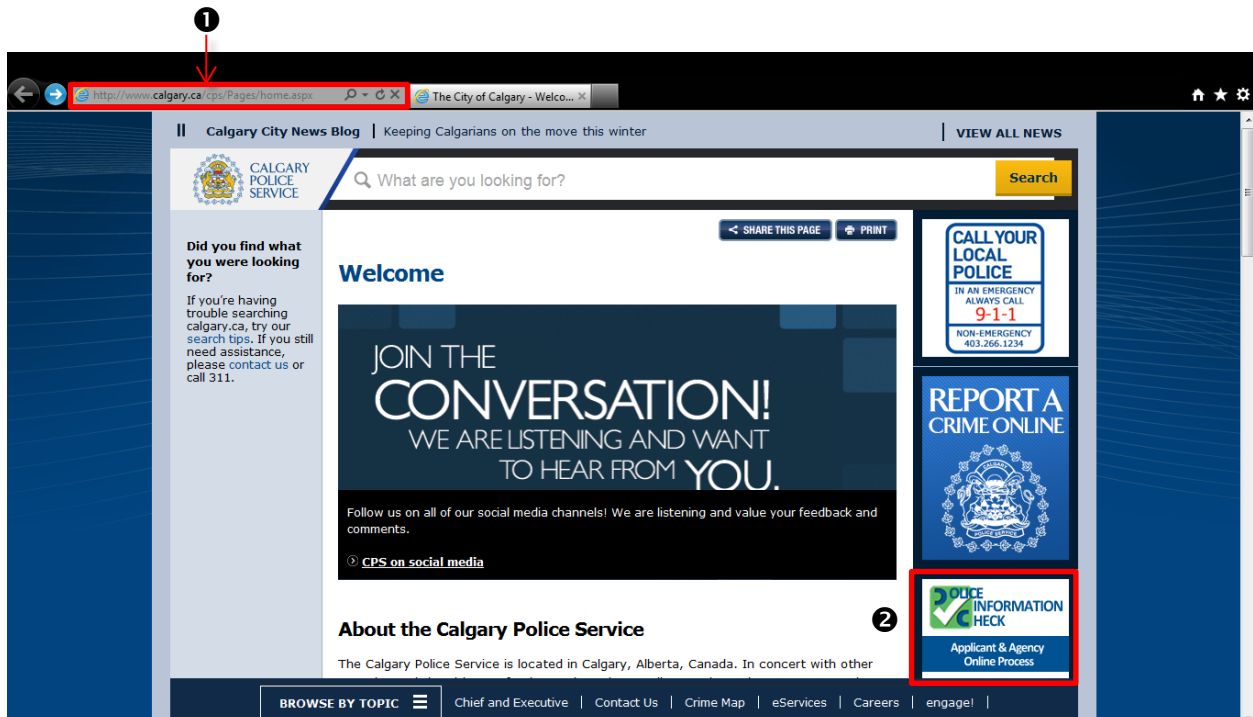 ❶
http://www.calgary.ca/cps/Pages/home.aspx
The City of Calgary - Welco...
Calgary City News Blog | Keeping Calgarians on the move this winter
VIEW ALL NEWS
CALGARY
POLICE
SERVICE
What are you looking for?
Search
Did you find what
you were looking
for?
If you're having
trouble searching
calgary.ca, try our
search tips. If you still
need assistance,
please contact us or
call 311.
SHARE THIS PAGE
PRINT
Welcome
JOIN THE
CONVERSATION!
WE ARE LISTENING AND WANT
TO HEAR FROM YOU.
Follow us on all of our social media channels! We are listening and value your feedback and
comments.
CPS on social media
About the Calgary Police Service
The Calgary Police Service is located in Calgary, Alberta, Canada. In concert with other
CALL YOUR
LOCAL
POLICE
IN AN EMERGENCY
ALWAYS CALL
9-1-1
NON-EMERGENCY
403.266.1234
REPORT A
CRIME ONLINE
CALGARY
POLICE SERVICE
❷
POLICE
INFORMATION
CHECK
Applicant & Agency
Online Process
BROWSE BY TOPIC
Chief and Executive | Contact Us | Crime Map | eServices | Careers | engage! |